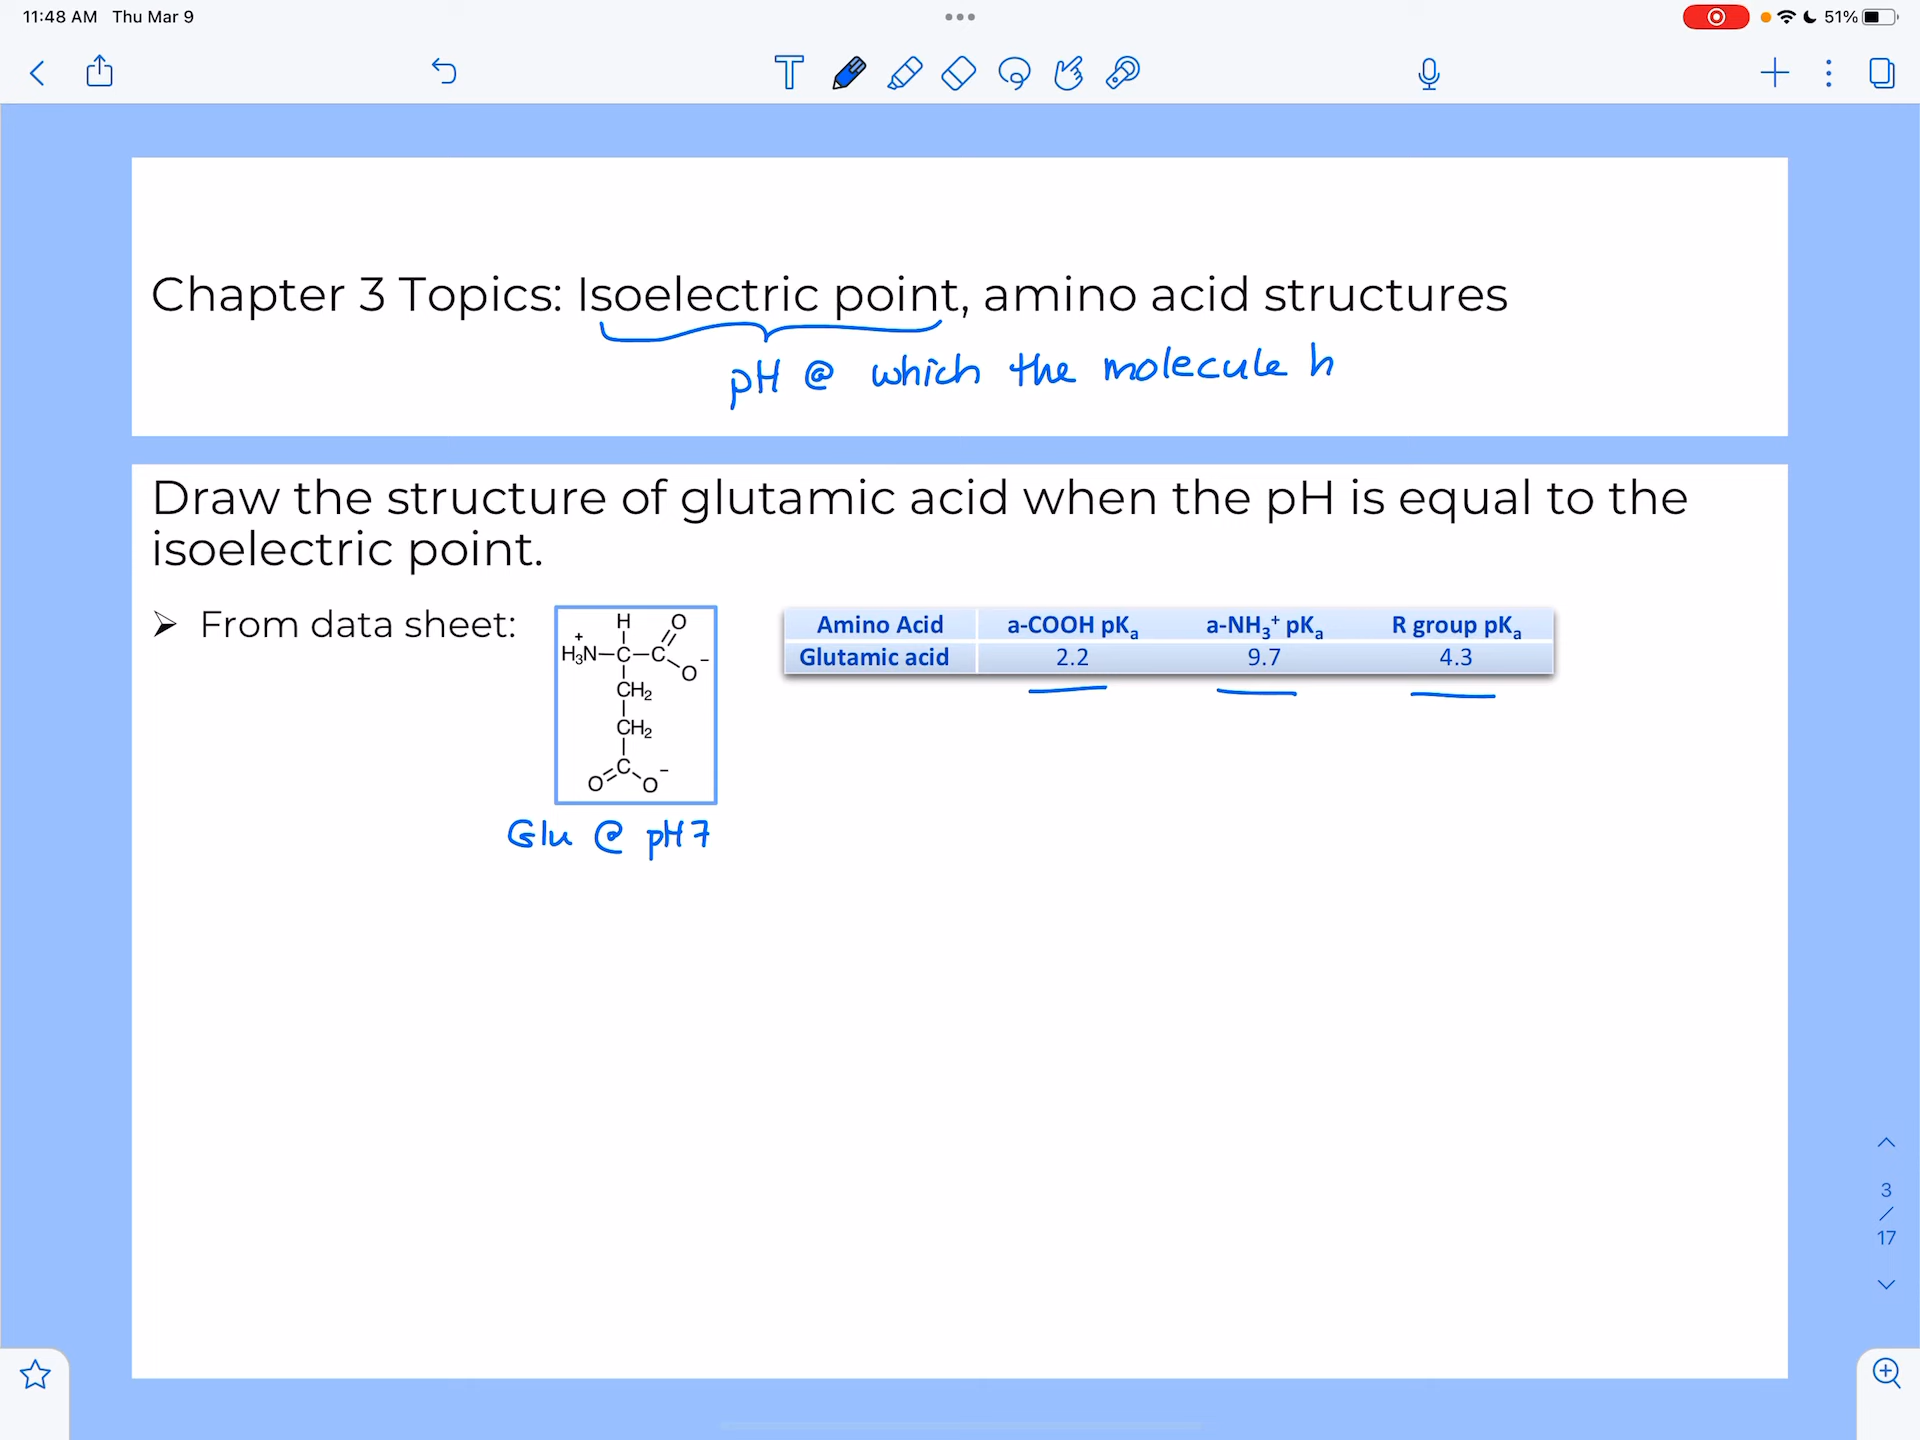 11:48 AM Thu Mar 9
51%
Chapter 3 Topics: Isoelectric point, amino acid structures
pH @ which the molecule h
Draw the structure of glutamic acid when the pH is equal to the
isoelectric point.
➢ From data sheet:
H O
+
H₃N–C–C
O⁻
CH₂
CH₂
C
O O⁻
Amino Acid a-COOH pKₐ a-NH₃⁺ pKₐ R group pKₐ
Glutamic acid 2.2 9.7 4.3
Glu @ pH 7
3
/
17